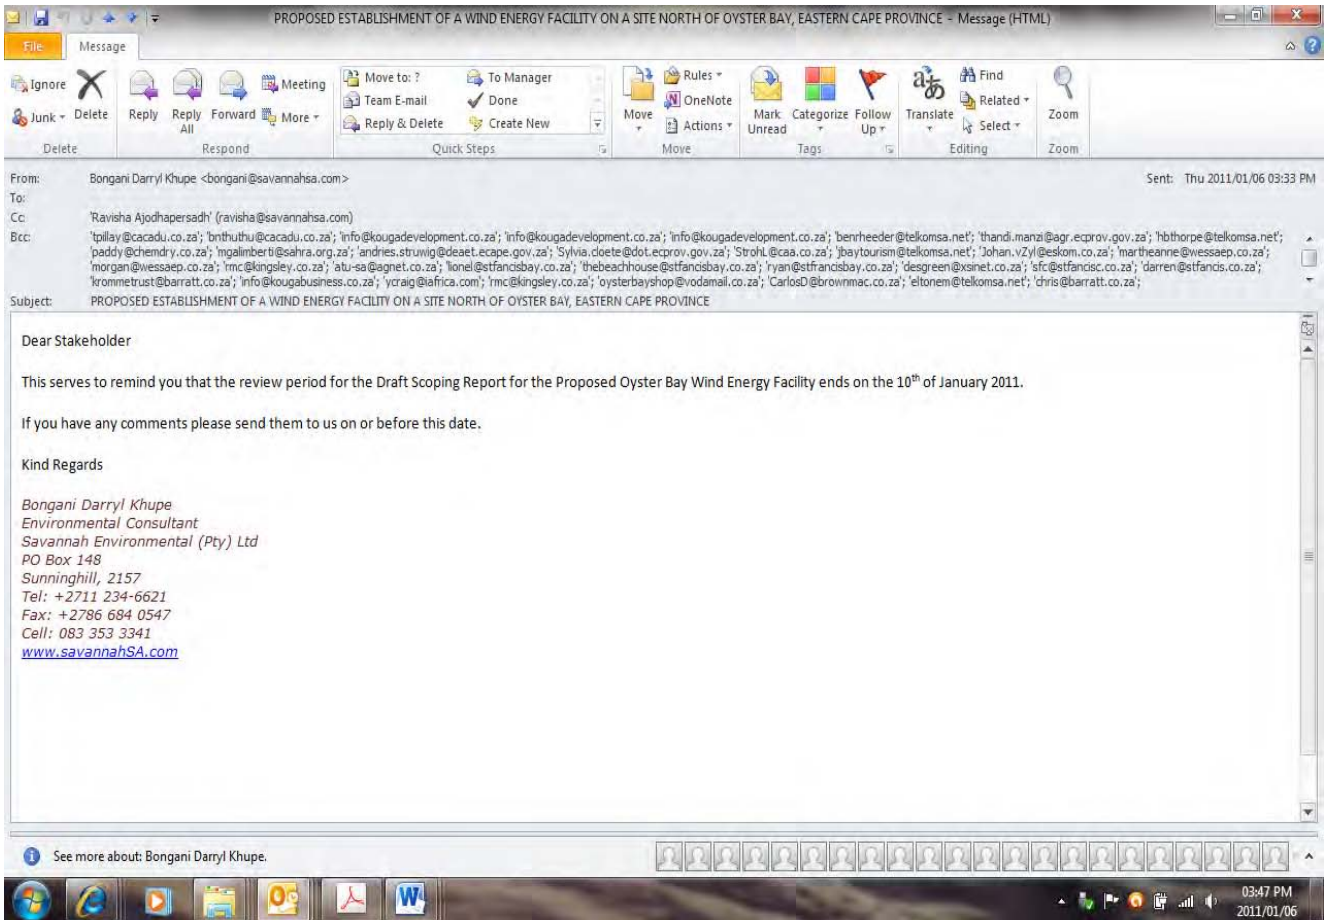 PROPOSED ESTABLISHMENT OF A WIND ENERGY FACILITY ON A SITE NORTH OF OYSTER BAY, EASTERN CAPE PROVINCE - Message (HTML)
File Message
Ignore
Junk
Delete
Reply
Reply All
Forward
Meeting
More
Move to: ?
Team E-mail
Reply & Delete
To Manager
Done
Create New
Move
Rules
OneNote
Actions
Mark Unread
Categorize
Follow Up
Translate
Find
Related
Select
Zoom
Delete Respond Quick Steps Move Tags Editing Zoom
From: Bongani Darryl Khupe <bongani@savannahsa.com> Sent: Thu 2011/01/06 03:33 PM
To:
Cc 'Ravisha Ajodhapersadh' (ravisha@savannahsa.com)
Bcc: 'tpillay@cacadu.co.za'; 'bnthuthu@cacadu.co.za'; 'info@kougadevelopment.co.za'; 'info@kougadevelopment.co.za'; 'info@kougadevelopment.co.za'; 'benrheeder@telkomsa.net'; 'thandi.manzi@agr.ecprov.gov.za'; 'hbthorpe@telkomsa.net';
'paddy@chemdry.co.za'; 'mgalimberti@sahra.org.za'; 'andries.struwig@deaet.ecape.gov.za'; 'Sylvia.cloete@dot.ecprov.gov.za'; 'StrohL@caa.co.za'; 'jbaytourism@telkomsa.net'; 'Johan.vZyl@eskom.co.za'; 'martheanne@wessaep.co.za';
'morgan@wessaep.co.za'; 'rmc@kingsley.co.za'; 'atu-sa@agnet.co.za'; 'lionel@stfancisbay.co.za'; 'thebeachhouse@stfancisbay.co.za'; 'ryan@stfrancisbay.co.za'; 'desgreen@xsinet.co.za'; 'sfc@stfancisc.co.za'; 'darren@stfancis.co.za';
'krommetrust@barratt.co.za'; 'info@kougabusiness.co.za'; 'ycraig@iafrica.com'; 'rmc@kingsley.co.za'; 'oysterbayshop@vodamail.co.za'; 'CarlosD@brownmac.co.za'; 'eltonem@telkomsa.net'; 'chris@barratt.co.za';
Subject: PROPOSED ESTABLISHMENT OF A WIND ENERGY FACILITY ON A SITE NORTH OF OYSTER BAY, EASTERN CAPE PROVINCE
Dear Stakeholder
This serves to remind you that the review period for the Draft Scoping Report for the Proposed Oyster Bay Wind Energy Facility ends on the 10th of January 2011.
If you have any comments please send them to us on or before this date.
Kind Regards
Bongani Darryl Khupe
Environmental Consultant
Savannah Environmental (Pty) Ltd
PO Box 148
Sunninghill, 2157
Tel: +2711 234-6621
Fax: +2786 684 0547
Cell: 083 353 3341
www.savannahSA.com
See more about: Bongani Darryl Khupe.
03:47 PM
2011/01/06